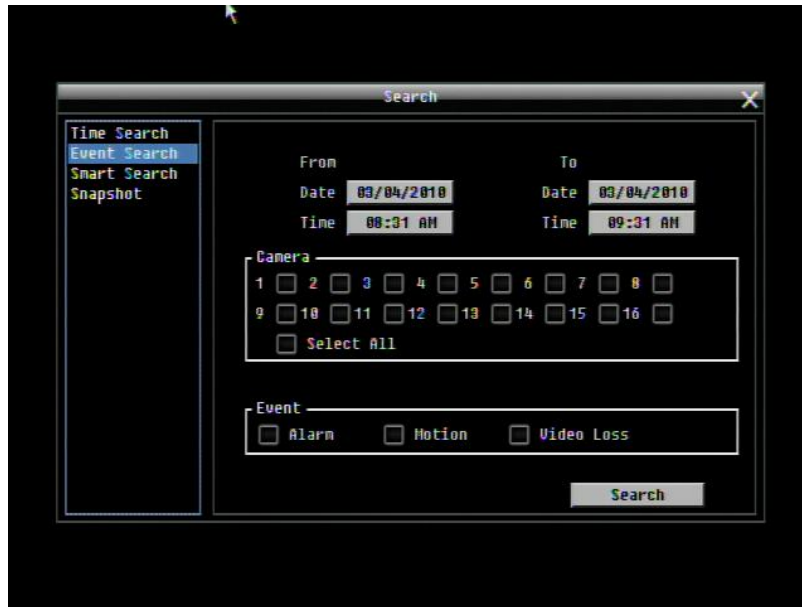 Search
X
Time Search
Event Search
Smart Search
Snapshot
From To
Date 03/04/2010 Date 03/04/2010
Time 08:31 AM Time 09:31 AM
Camera
1 2 3 4 5 6 7 8
9 10 11 12 13 14 15 16
Select All
Event
Alarm Motion Video Loss
Search